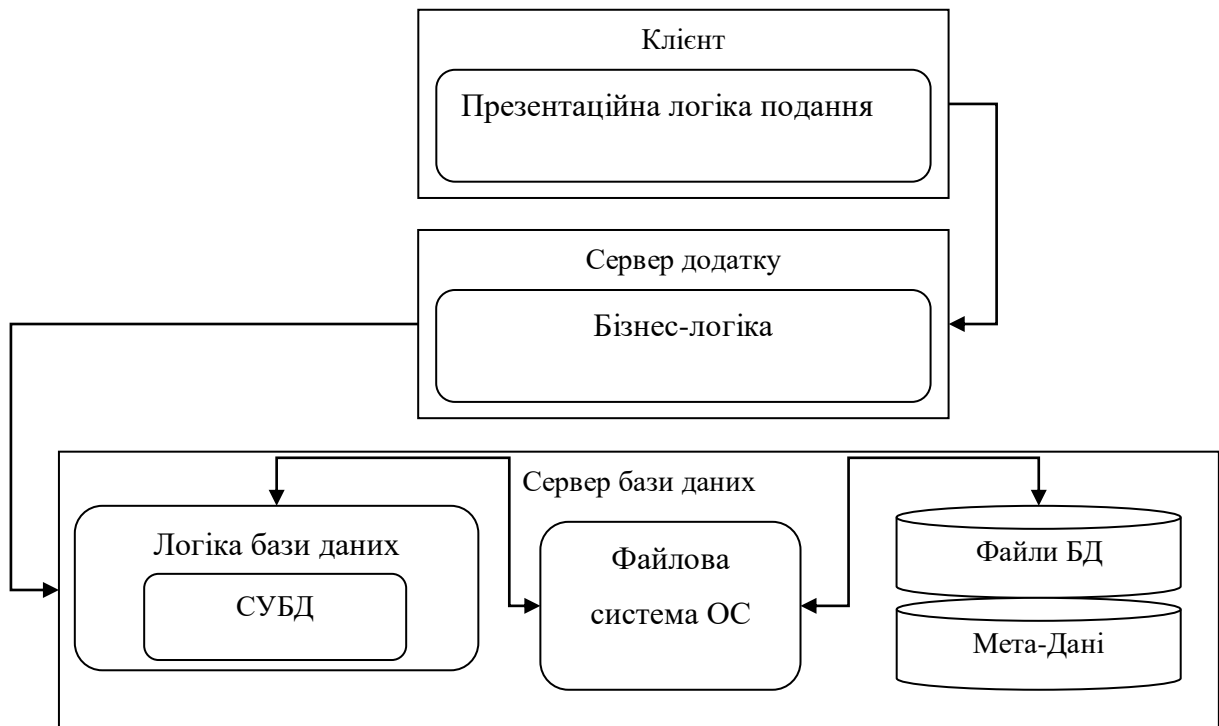 Клієнт
Презентаційна логіка подання
Сервер додатку
Бізнес-логіка
Сервер бази даних
Логіка бази даних
СУБД
Файлова
система ОС
Файли БД
Мета-Дані